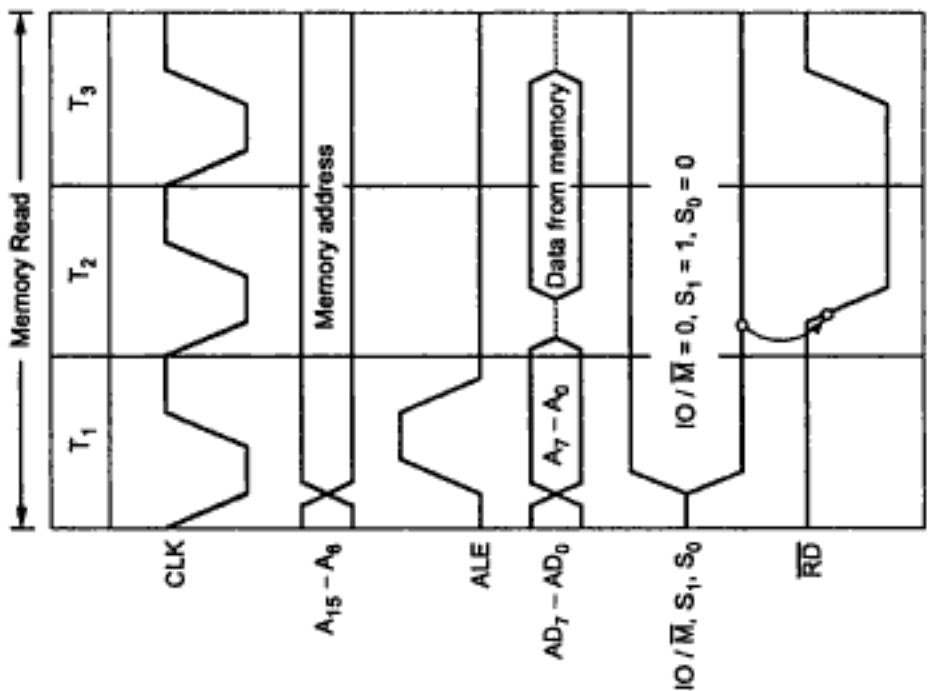 Memory Read
T₁ T₂ T₃
CLK
A₁₅ – A₈ Memory address
ALE
AD₇ – AD₀ A₇ – A₀ Data from memory
IO / M̅, S₁, S₀ IO / M̅ = 0, S₁ = 1, S₀ = 0
R̅D̅